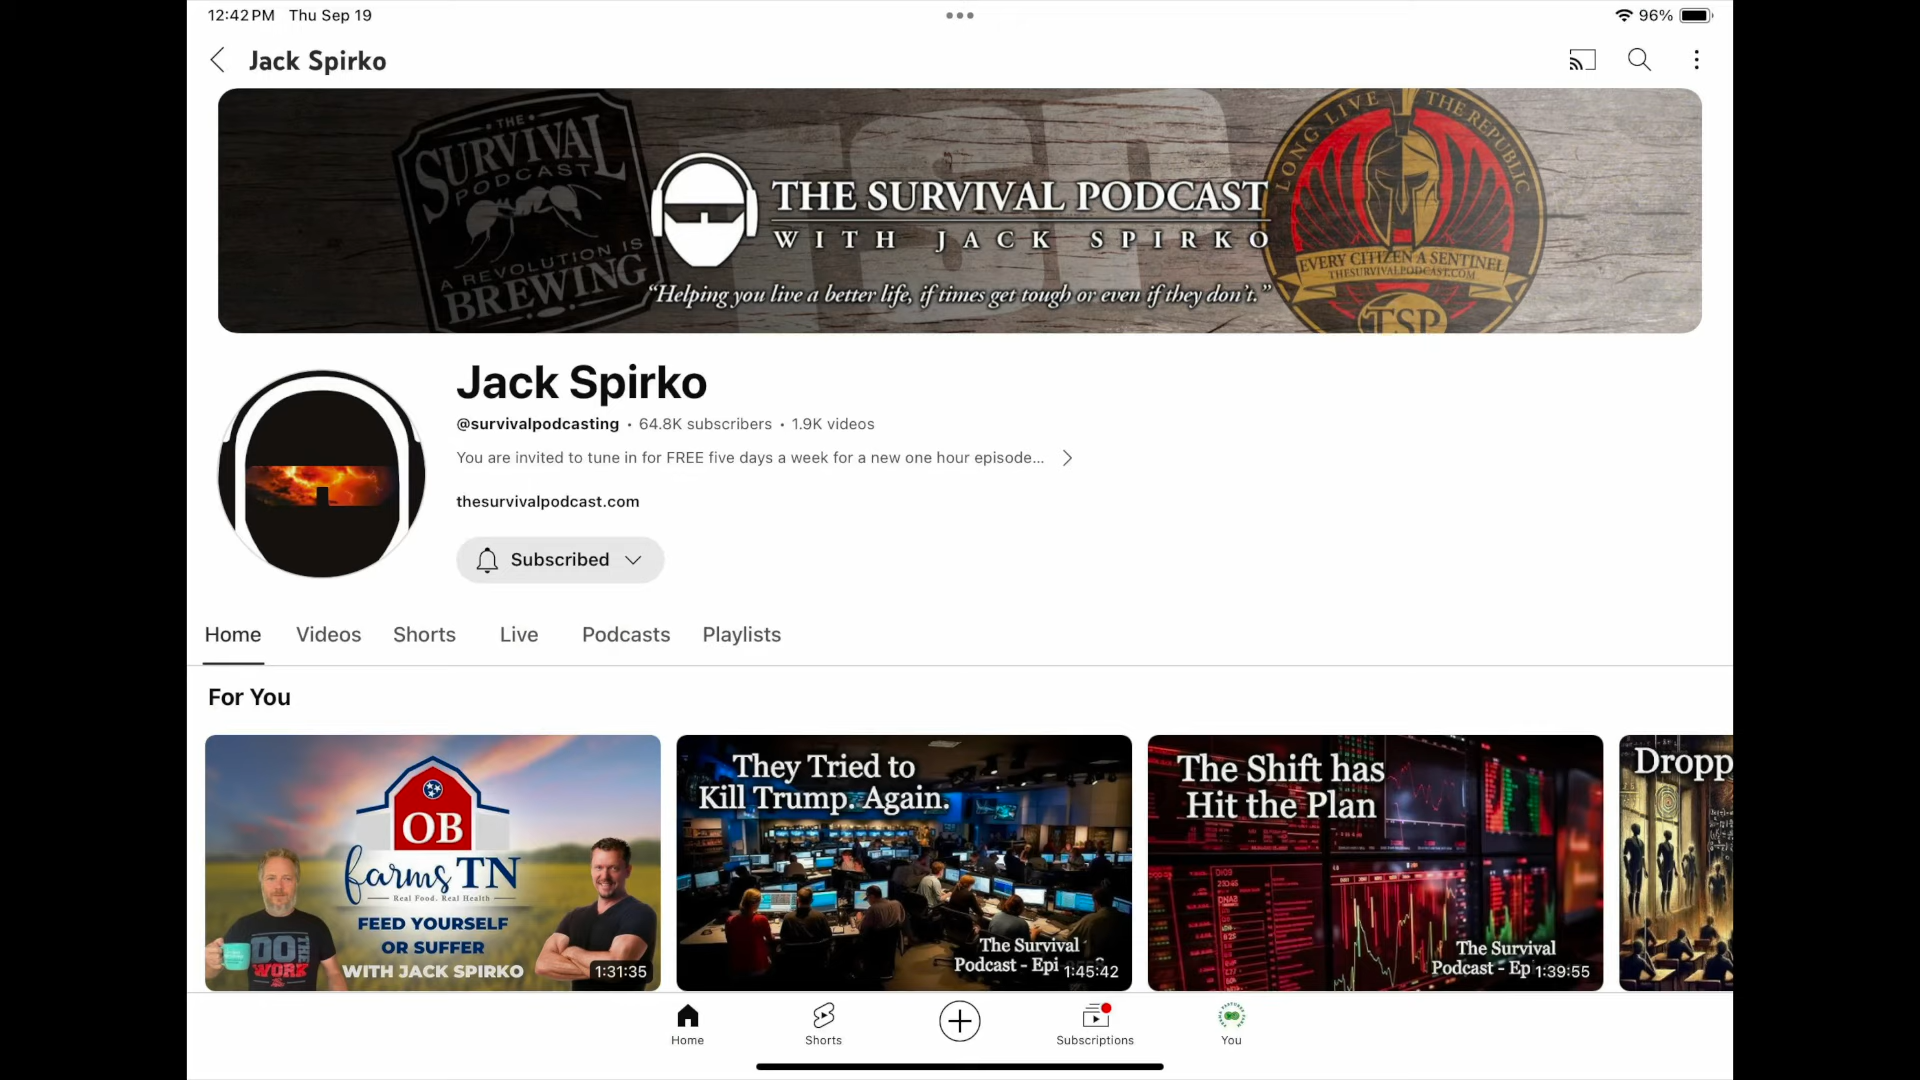 12:42 PM Thu Sep 19
96%
Jack Spirko
THE
SURVIVAL
PODCAST
A REVOLUTION IS
BREWING
TSP
THE SURVIVAL PODCAST
WITH JACK SPIRKO
“Helping you live a better life, if times get tough or even if they don't.”
LONG LIVE THE REPUBLIC
EVERY CITIZEN A SENTINEL
THESURVIVALPODCAST.COM
TSP
Jack Spirko
@survivalpodcasting • 64.8K subscribers • 1.9K videos
You are invited to tune in for FREE five days a week for a new one hour episode...
thesurvivalpodcast.com
Subscribed
Home Videos Shorts Live Podcasts Playlists
For You
OB
farms TN
Real Food. Real Health
FEED YOURSELF
OR SUFFER
WITH JACK SPIRKO
DO THE
WORK
1:31:35
They Tried to
Kill Trump. Again.
The Survival
Podcast - Epi
1:45:42
The Shift has
Hit the Plan
The Survival
Podcast - Ep
1:39:55
Dropp
Home Shorts Subscriptions You